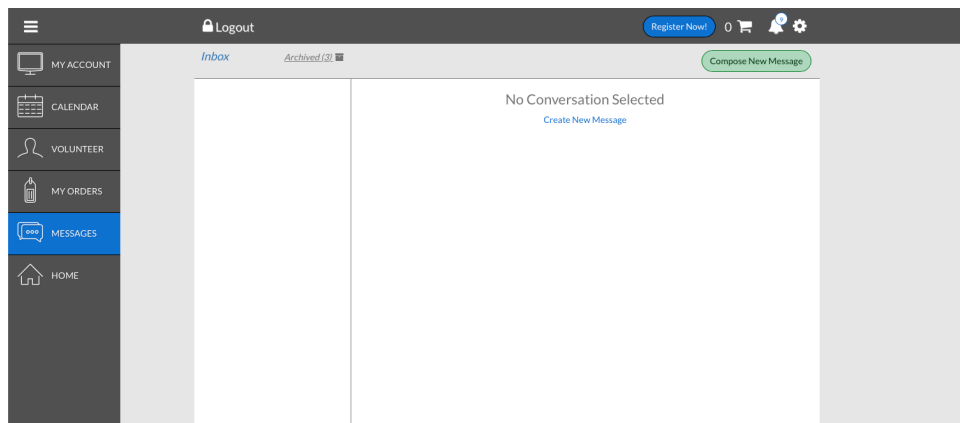 Logout
Register Now!
0
9
MY ACCOUNT
Inbox
Archived (3)
Compose New Message
CALENDAR
No Conversation Selected
Create New Message
VOLUNTEER
MY ORDERS
MESSAGES
HOME